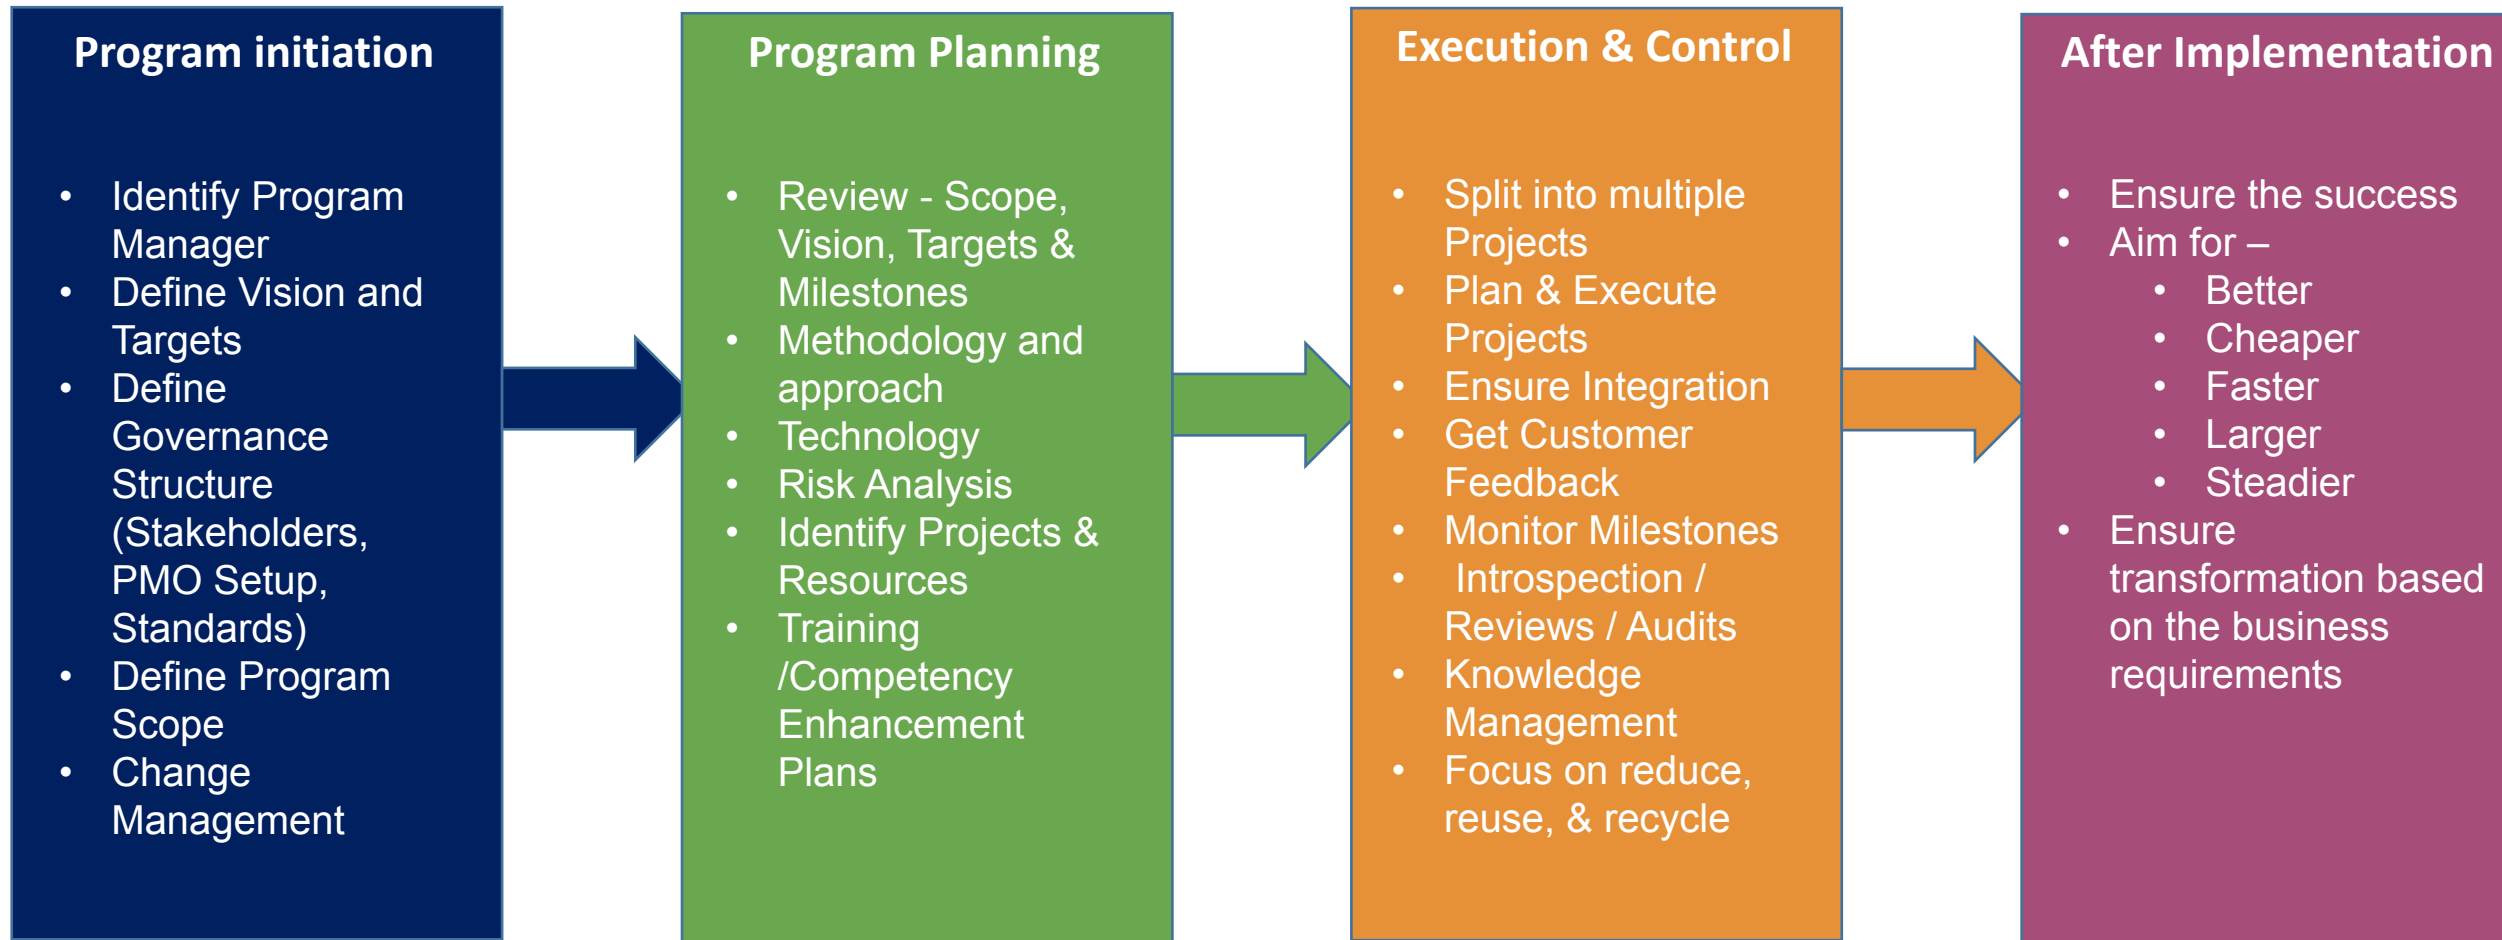 Program initiation
• Identify Program
Manager
• Define Vision and
Targets
• Define
Governance
Structure
(Stakeholders,
PMO Setup,
Standards)
• Define Program
Scope
• Change
Management
Program Planning
• Review - Scope,
Vision, Targets &
Milestones
• Methodology and
approach
• Technology
• Risk Analysis
• Identify Projects &
Resources
• Training
/Competency
Enhancement
Plans
Execution & Control
• Split into multiple
Projects
• Plan & Execute
Projects
• Ensure Integration
• Get Customer
Feedback
• Monitor Milestones
• Introspection /
Reviews / Audits
• Knowledge
Management
• Focus on reduce,
reuse, & recycle
After Implementation
• Ensure the success
• Aim for –
• Better
• Cheaper
• Faster
• Larger
• Steadier
• Ensure
transformation based
on the business
requirements